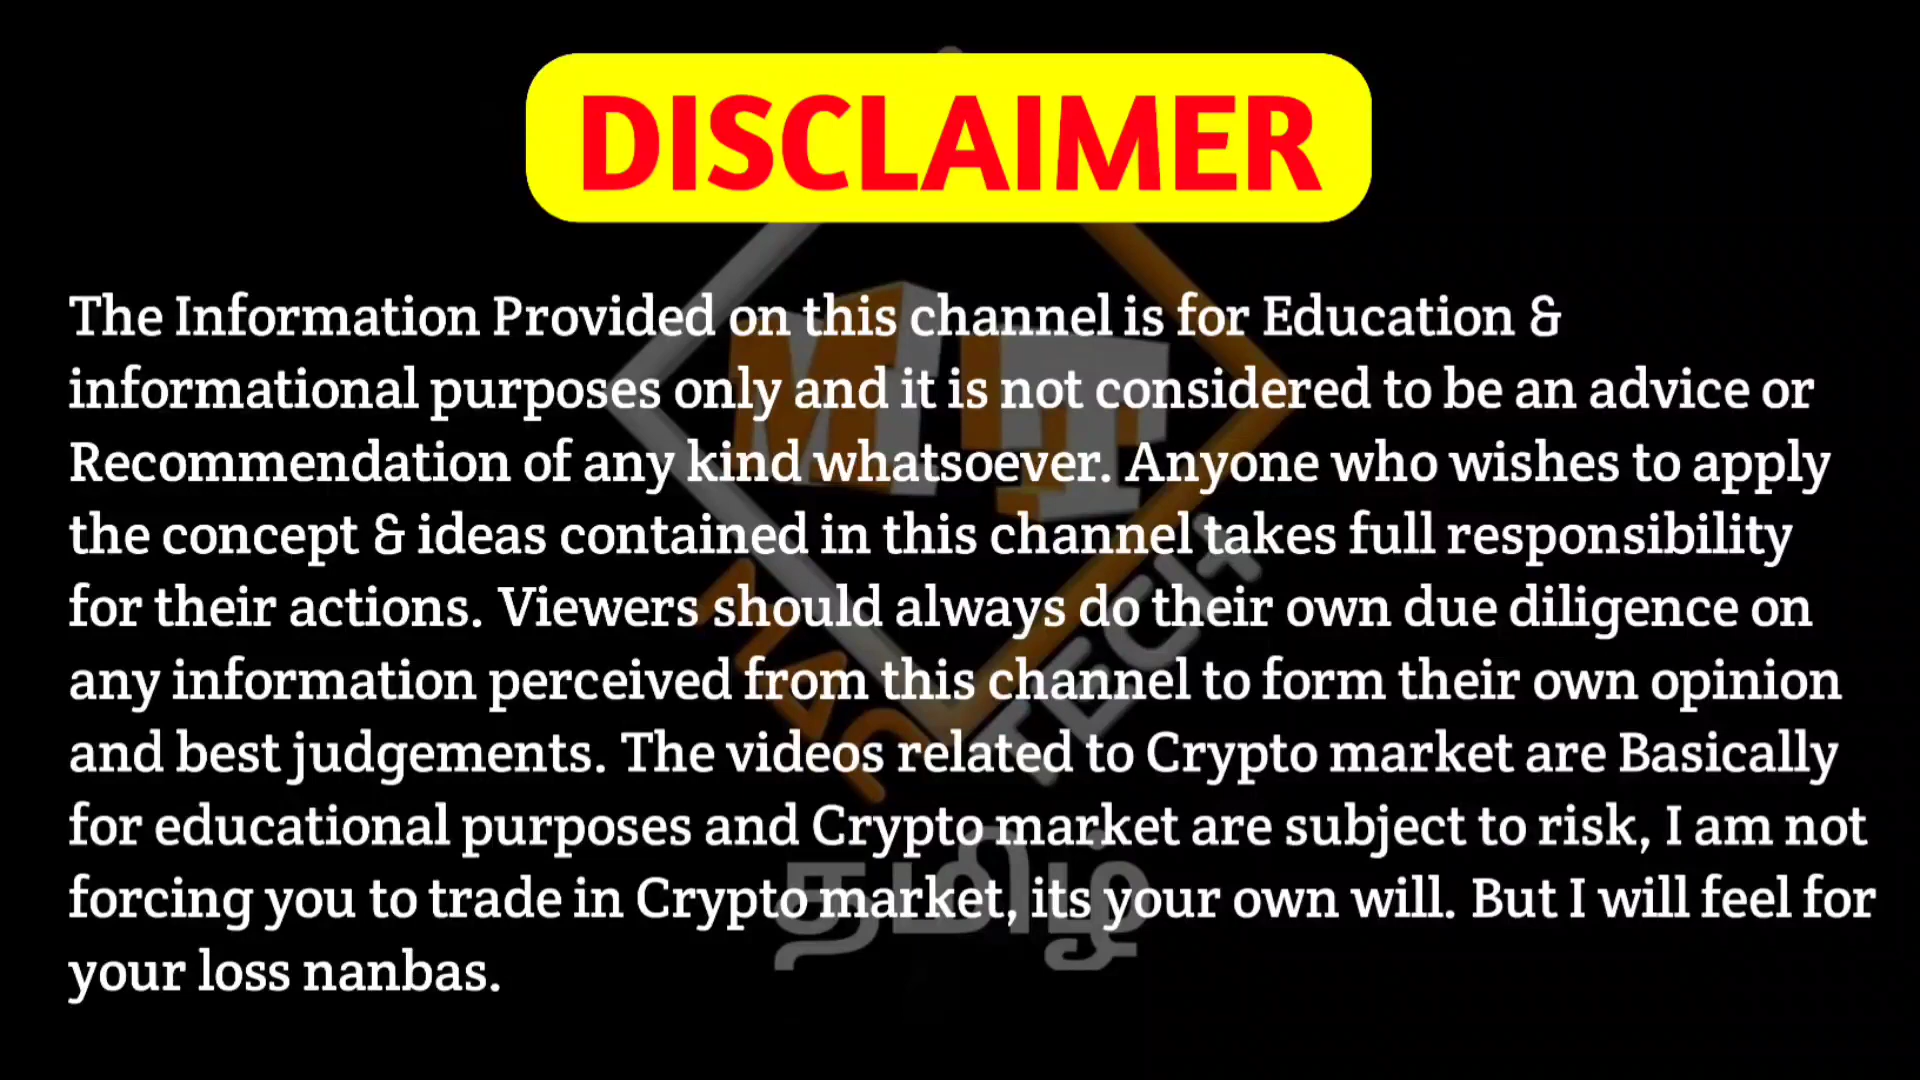 DISCLAIMER
The Information Provided on this channel is for Education &
informational purposes only and it is not considered to be an advice or
Recommendation of any kind whatsoever. Anyone who wishes to apply
the concept & ideas contained in this channel takes full responsibility
for their actions. Viewers should always do their own due diligence on
any information perceived from this channel to form their own opinion
and best judgements. The videos related to Crypto market are Basically
for educational purposes and Crypto market are subject to risk, I am not
forcing you to trade in Crypto market, its your own will. But I will feel for
your loss nanbas.
MT
TECH
தமிழ்